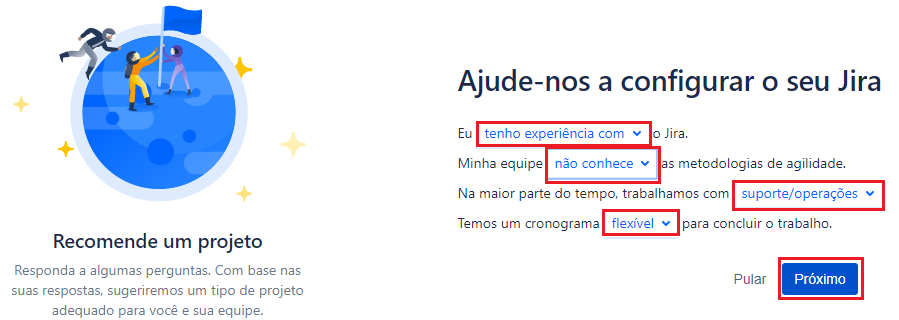 Ajude-nos a configurar o seu Jira
Eu tenho experiência com o Jira.
Minha equipe não conhece as metodologias de agilidade.
Na maior parte do tempo, trabalhamos com suporte/operações
Temos um cronograma flexível para concluir o trabalho.
Pular Próximo
Recomende um projeto
Responda a algumas perguntas. Com base nas
suas respostas, sugeriremos um tipo de projeto
adequado para você e sua equipe.